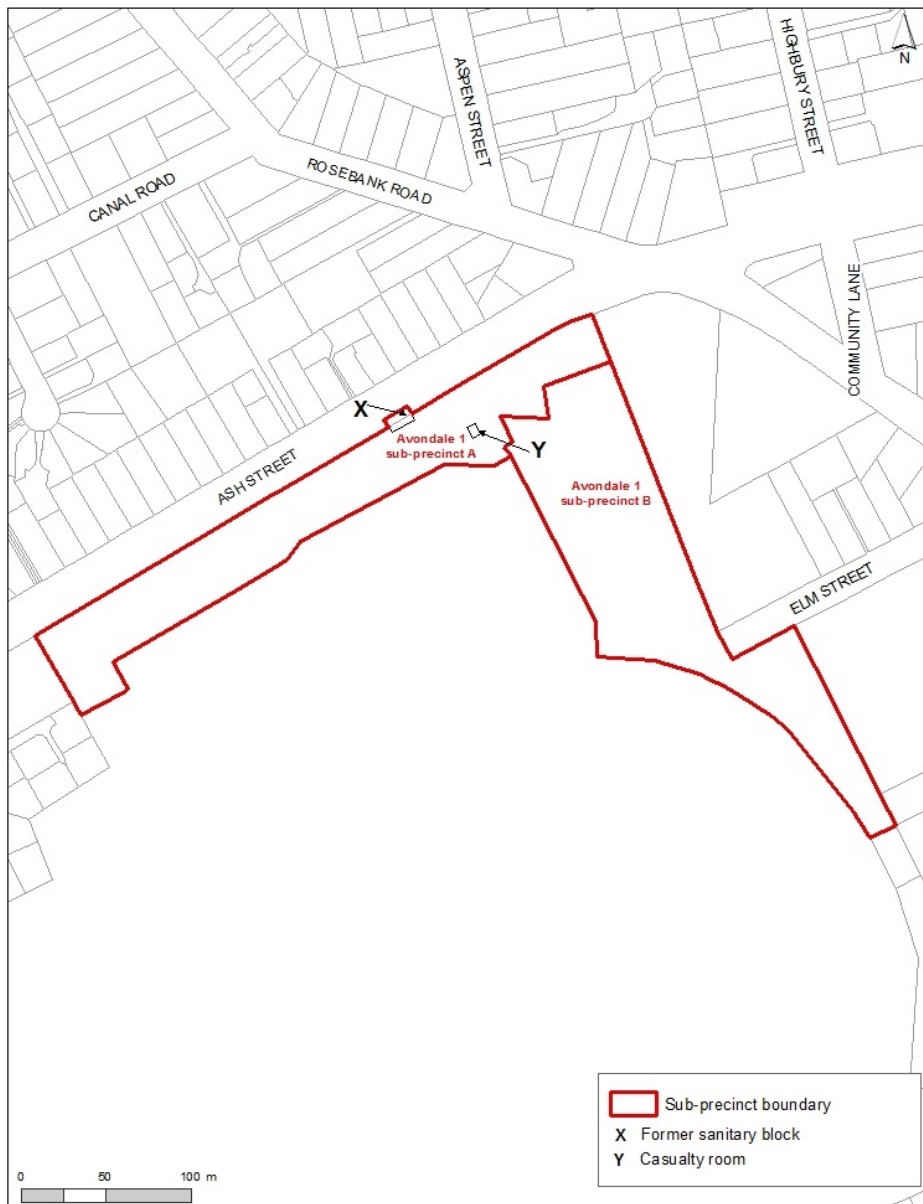 HIGHBURY STREET
N
ASPEN STREET
ROSEBANK ROAD
CANAL ROAD
COMMUNITY LANE
X
Avondale 1
sub-precinct A
Y
ASH STREET
Avondale 1
sub-precinct B
ELM STREET
Sub-precinct boundary
X Former sanitary block
Y Casualty room
0 50 100 m